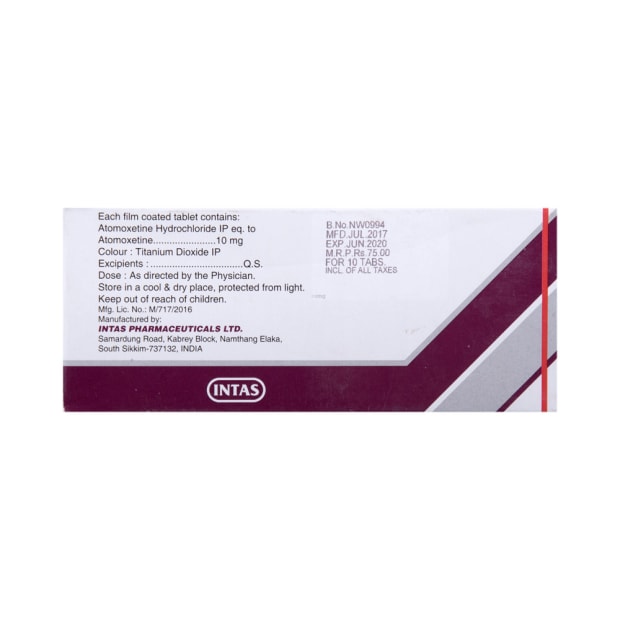 Each film coated tablet contains:
Atomoxetine Hydrochloride IP eq. to
Atomoxetine.......................10 mg
Colour : Titanium Dioxide IP
Excipients :..................................Q.S.
Dose : As directed by the Physician.
Store in a cool & dry place, protected from light.
Keep out of reach of children.
Mfg. Lic. No.: M/717/2016
Manufactured by:
INTAS PHARMACEUTICALS LTD.
Samardung Road, Kabrey Block, Namthang Elaka,
South Sikkim-737132, INDIA
B.No.NW0994
MFD.JUL.2017
EXP.JUN.2020
M.R.P.Rs.75.00
FOR 10 TABS.
INCL. OF ALL TAXES
INTAS